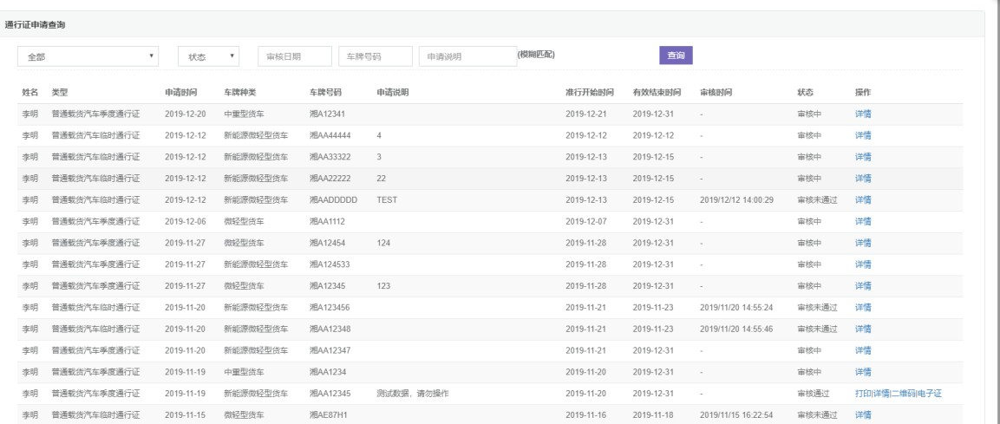 通行证申请查询
全部 状态 审核日期 车牌号码 申请说明 (模糊匹配) 查询
姓名 类型 申请时间 车牌种类 车牌号码 申请说明 准行开始时间 有效结束时间 审核时间 状态 操作
李明 普通载货汽车季度通行证 2019-12-20 中重型货车 湘A12341 2019-12-21 2019-12-31 - 审核中 详情
李明 普通载货汽车临时通行证 2019-12-12 新能源微轻型货车 湘AA44444 4 2019-12-12 2019-12-12 - 审核中 详情
李明 普通载货汽车临时通行证 2019-12-12 新能源微轻型货车 湘AA33322 3 2019-12-13 2019-12-15 - 审核中 详情
李明 普通载货汽车临时通行证 2019-12-12 新能源微轻型货车 湘AA22222 22 2019-12-13 2019-12-15 - 审核中 详情
李明 普通载货汽车临时通行证 2019-12-12 新能源微轻型货车 湘AADDDDD TEST 2019-12-13 2019-12-15 2019/12/12 14:00:29 审核未通过 详情
李明 普通载货汽车季度通行证 2019-12-06 微轻型货车 湘AA1112 2019-12-07 2019-12-31 - 审核中 详情
李明 普通载货汽车季度通行证 2019-11-27 微轻型货车 湘A12454 124 2019-11-28 2019-12-31 - 审核中 详情
李明 普通载货汽车季度通行证 2019-11-27 新能源微轻型货车 湘A124533 2019-11-28 2019-12-31 - 审核中 详情
李明 普通载货汽车季度通行证 2019-11-27 微轻型货车 湘A12345 123 2019-11-28 2019-12-31 - 审核中 详情
李明 普通载货汽车临时通行证 2019-11-20 新能源微轻型货车 湘A123456 2019-11-21 2019-11-23 2019/11/20 14:55:24 审核未通过 详情
李明 普通载货汽车临时通行证 2019-11-20 新能源微轻型货车 湘AA12348 2019-11-21 2019-11-23 2019/11/20 14:55:46 审核未通过 详情
李明 普通载货汽车季度通行证 2019-11-20 新能源微轻型货车 湘AA12347 2019-11-21 2019-12-31 - 审核中 详情
李明 普通载货汽车季度通行证 2019-11-19 中重型货车 湘AA1234 2019-11-20 2019-12-31 - 审核中 详情
李明 普通载货汽车季度通行证 2019-11-19 新能源微轻型货车 湘AA12345 测试数据，请勿操作 2019-11-20 2019-12-31 - 审核通过 打印|详情|二维码|电子证
李明 普通载货汽车临时通行证 2019-11-15 微轻型货车 湘AE87H1 2019-11-16 2019-11-18 2019/11/15 16:22:54 审核未通过 详情